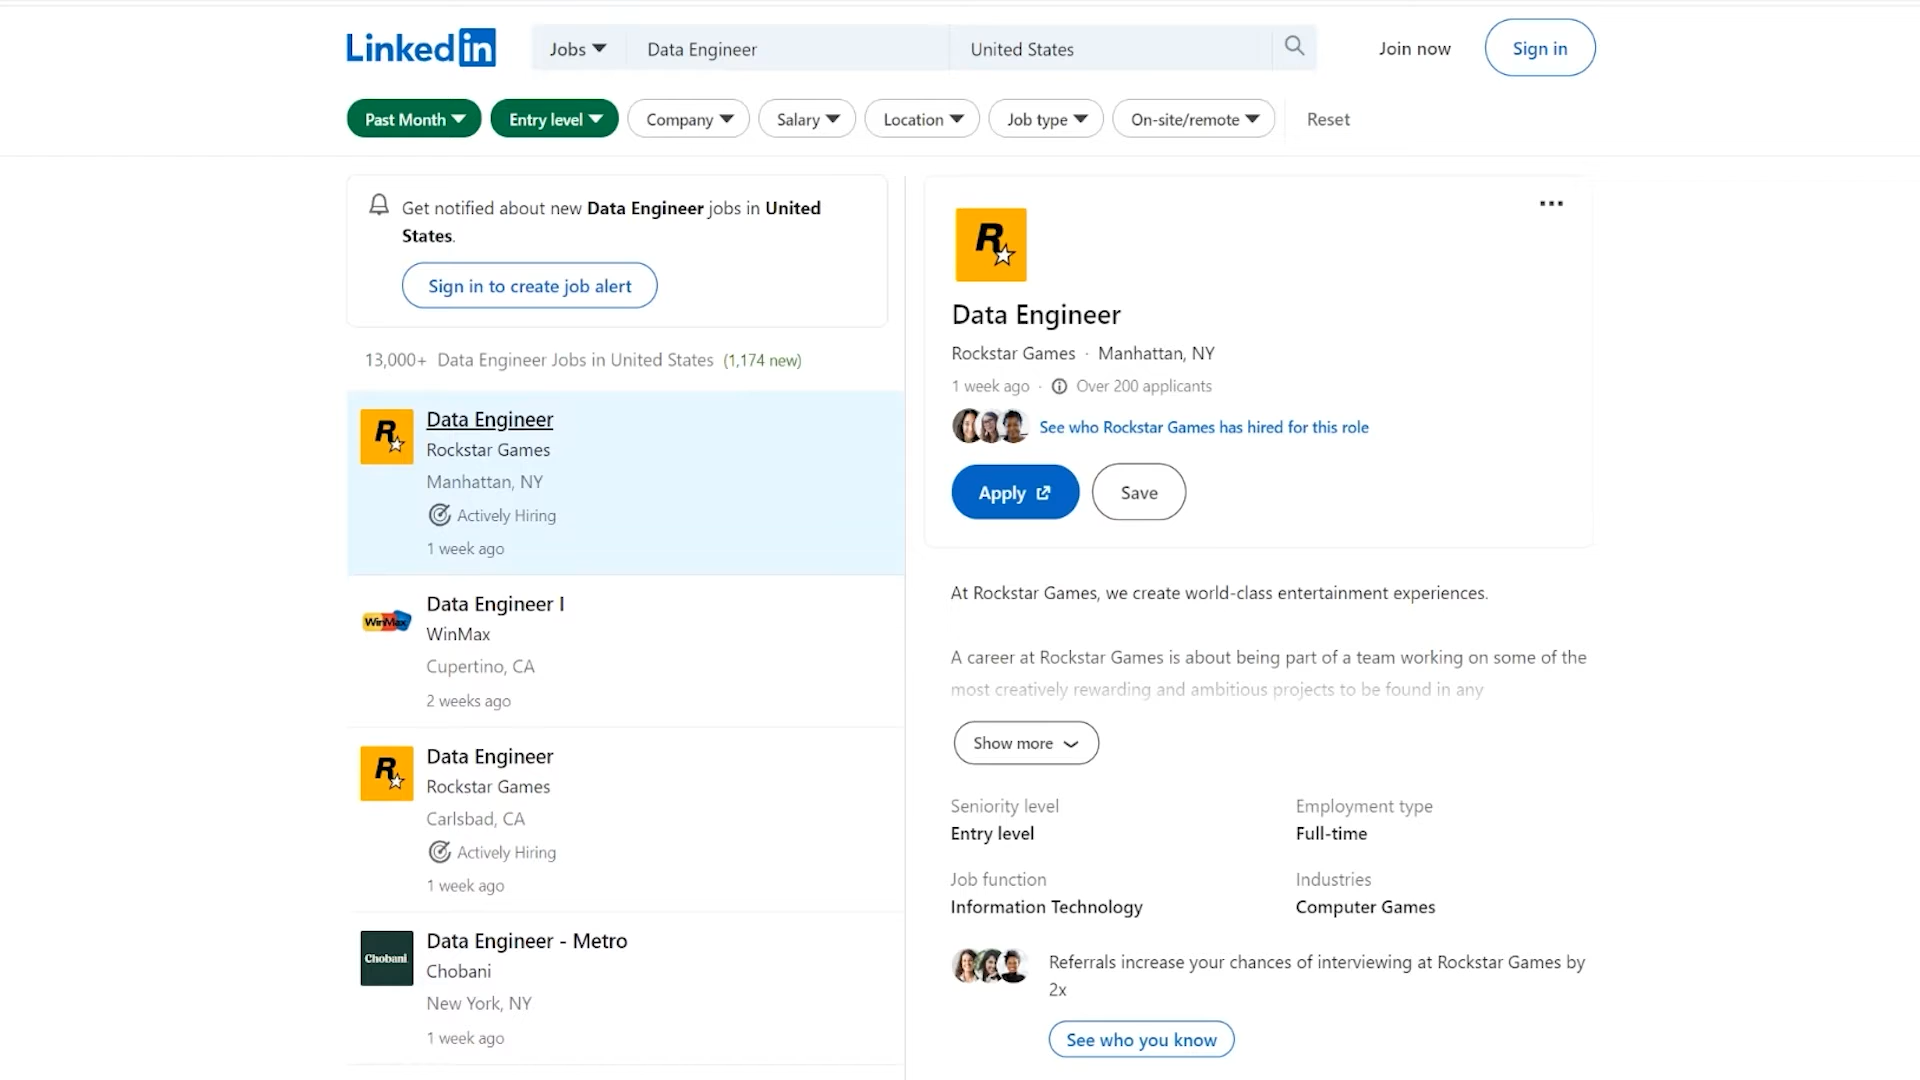 Linked in
Jobs
Data Engineer
United States
Join now
Sign in
Past Month
Entry level
Company
Salary
Location
Job type
On-site/remote
Reset
Get notified about new Data Engineer jobs in United
States.
Sign in to create job alert
13,000+ Data Engineer Jobs in United States (1,174 new)
R
Data Engineer
Rockstar Games
Manhattan, NY
Actively Hiring
1 week ago
WinMax
Data Engineer I
WinMax
Cupertino, CA
2 weeks ago
R
Data Engineer
Rockstar Games
Carlsbad, CA
Actively Hiring
1 week ago
Chobani
Data Engineer - Metro
Chobani
New York, NY
1 week ago
R
Data Engineer
Rockstar Games · Manhattan, NY
1 week ago · Over 200 applicants
See who Rockstar Games has hired for this role
Apply
Save
At Rockstar Games, we create world-class entertainment experiences.
A career at Rockstar Games is about being part of a team working on some of the
most creatively rewarding and ambitious projects to be found in any
Show more
Seniority level
Entry level
Employment type
Full-time
Job function
Information Technology
Industries
Computer Games
Referrals increase your chances of interviewing at Rockstar Games by
2x
See who you know